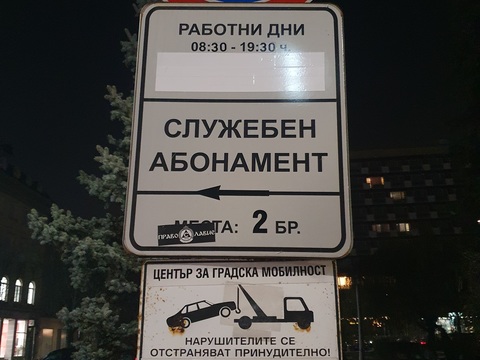 РАБОТНИ ДНИ
08:30 - 19:30 ч.
СЛУЖЕБЕН
АБОНАМЕНТ
МЕСТА: 2 БР.
ЦЕНТЪР ЗА ГРАДСКА МОБИЛНОСТ
НАРУШИТЕЛИТЕ СЕ
ОТСТРАНЯВАТ ПРИНУДИТЕЛНО!